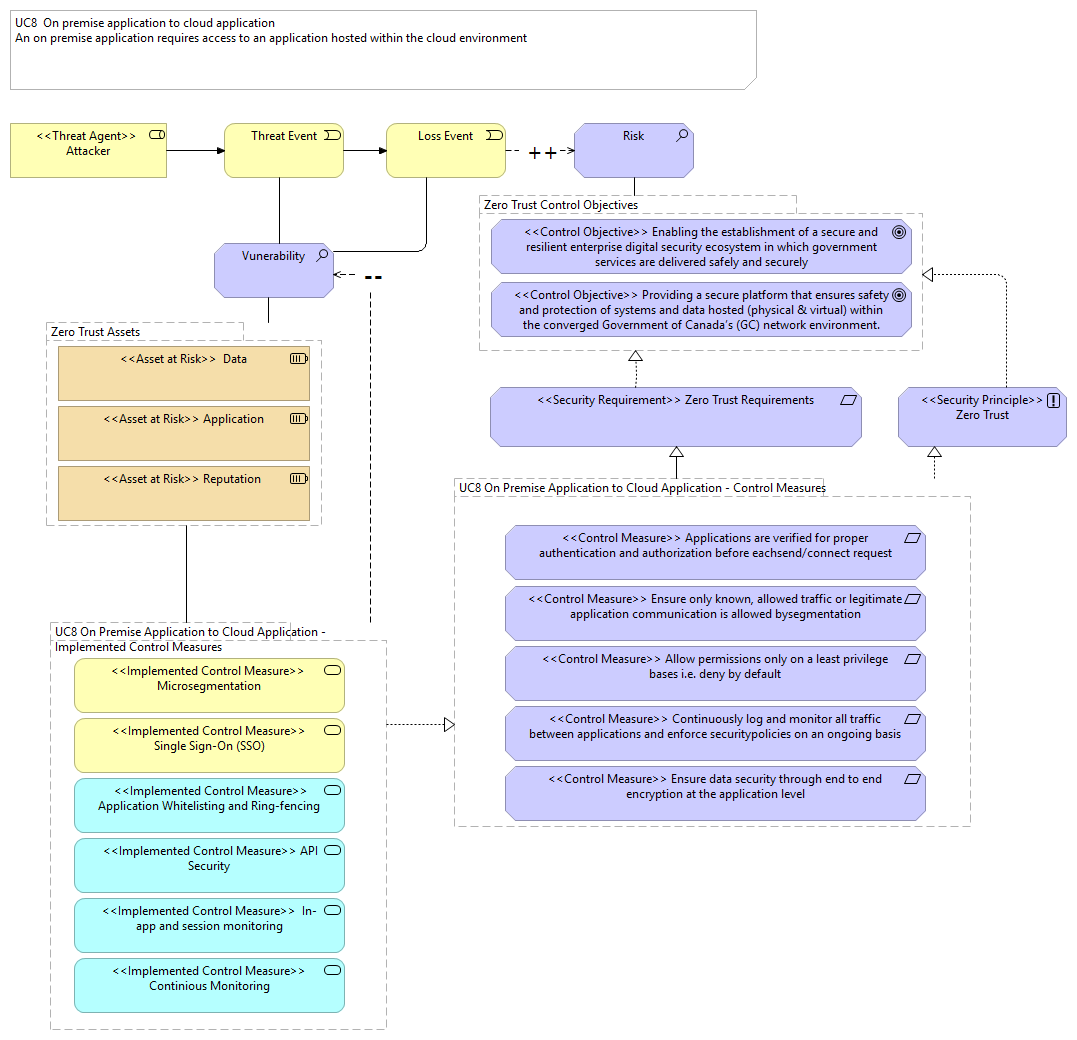 UC8  On premise application to cloud application
An on premise application requires access to an application hosted within the cloud environment
<<Threat Agent>>
Attacker
Threat Event
Loss Event
++
Risk
Zero Trust Control Objectives
<<Control Objective>> Enabling the establishment of a secure and
resilient enterprise digital security ecosystem in which government
services are delivered safely and securely
<<Control Objective>> Providing a secure platform that ensures safety
and protection of systems and data hosted (physical & virtual) within
the converged Government of Canada's (GC) network environment.
Vunerability
--
Zero Trust Assets
<<Asset at Risk>>  Data
<<Asset at Risk>> Application
<<Asset at Risk>> Reputation
<<Security Requirement>> Zero Trust Requirements
<<Security Principle>>
Zero Trust
UC8 On Premise Application to Cloud Application - Control Measures
<<Control Measure>> Applications are verified for proper
authentication and authorization before eachsend/connect request
<<Control Measure>> Ensure only known, allowed traffic or legitimate
application communication is allowed bysegmentation
<<Control Measure>> Allow permissions only on a least privilege
bases i.e. deny by default
<<Control Measure>> Continuously log and monitor all traffic
between applications and enforce securitypolicies on an ongoing basis
<<Control Measure>> Ensure data security through end to end
encryption at the application level
UC8 On Premise Application to Cloud Application -
Implemented Control Measures
<<Implemented Control Measure>>
Microsegmentation
<<Implemented Control Measure>>
Single Sign-On (SSO)
<<Implemented Control Measure>>
Application Whitelisting and Ring-fencing
<<Implemented Control Measure>> API
Security
<<Implemented Control Measure>>  In-
app and session monitoring
<<Implemented Control Measure>>
Continious Monitoring